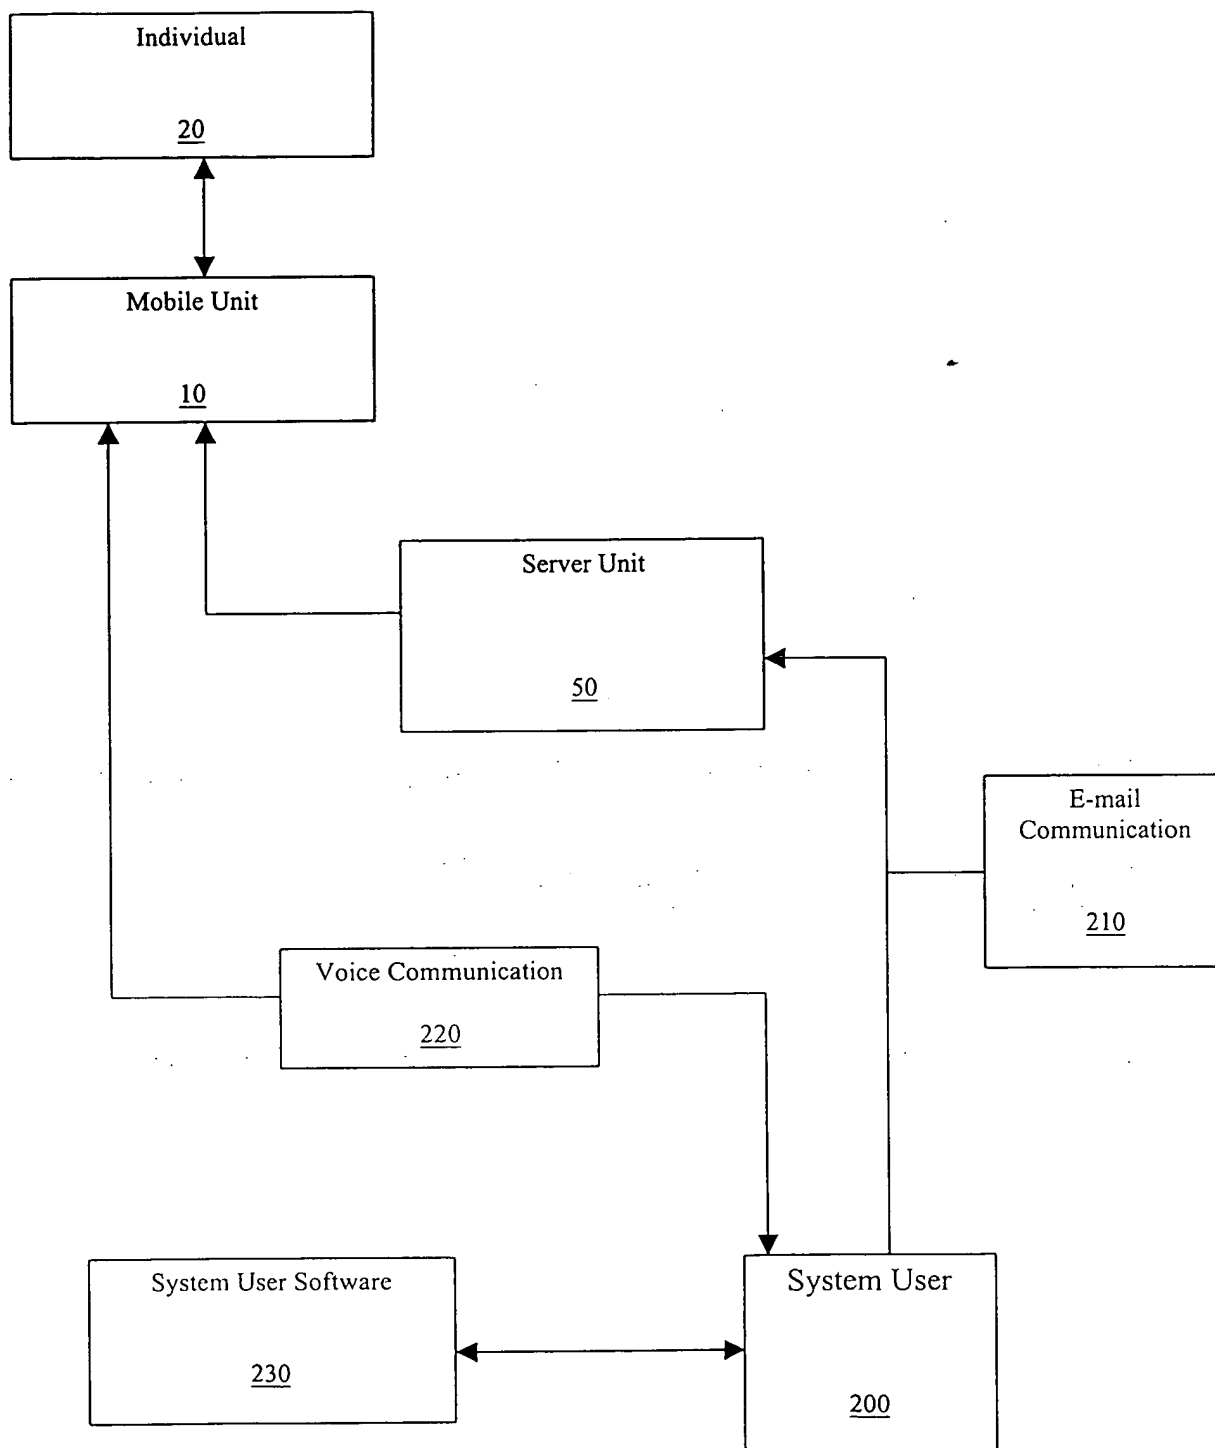 Individual
20
Mobile Unit
10
Server Unit
50
E-mail
Communication
210
Voice Communication
220
System User Software
230
System User
200